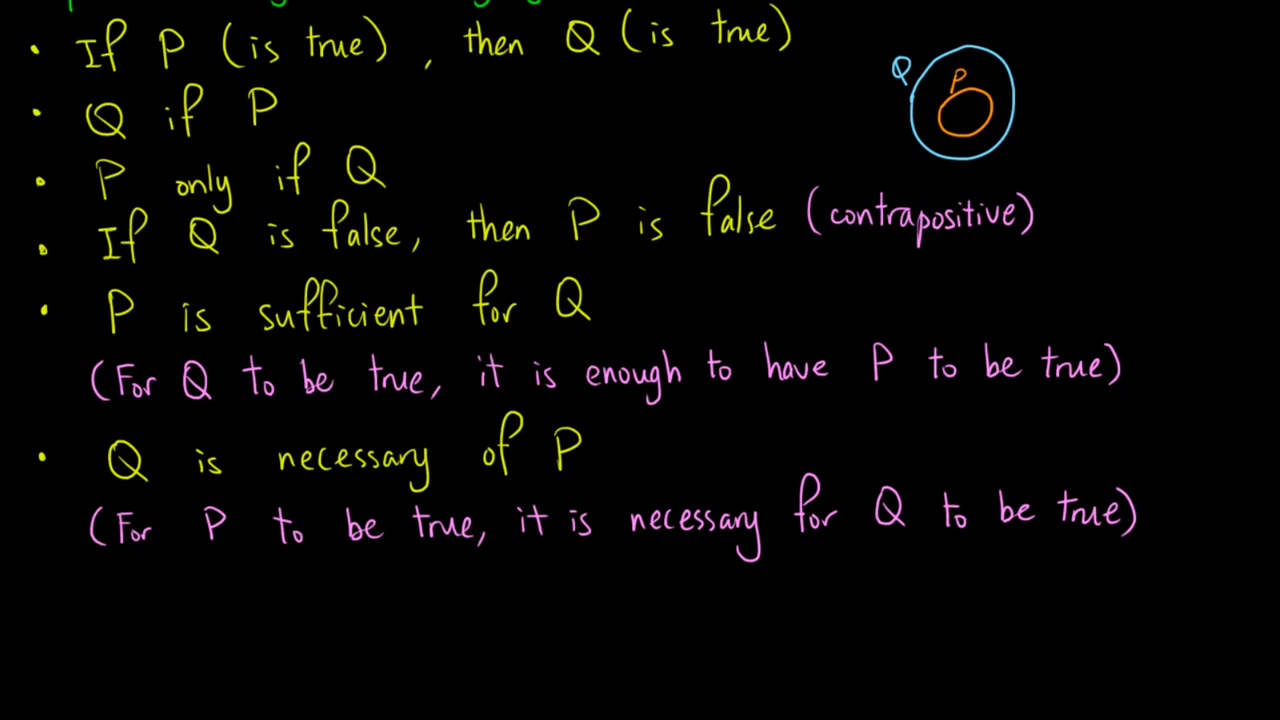 • If P (is true), then Q (is true)
Q
P
• Q if P
• P only if Q
• If Q is false, then P is false (contrapositive)
• P is sufficient for Q
(For Q to be true, it is enough to have P to be true)
• Q is necessary of P
(For P to be true, it is necessary for Q to be true)